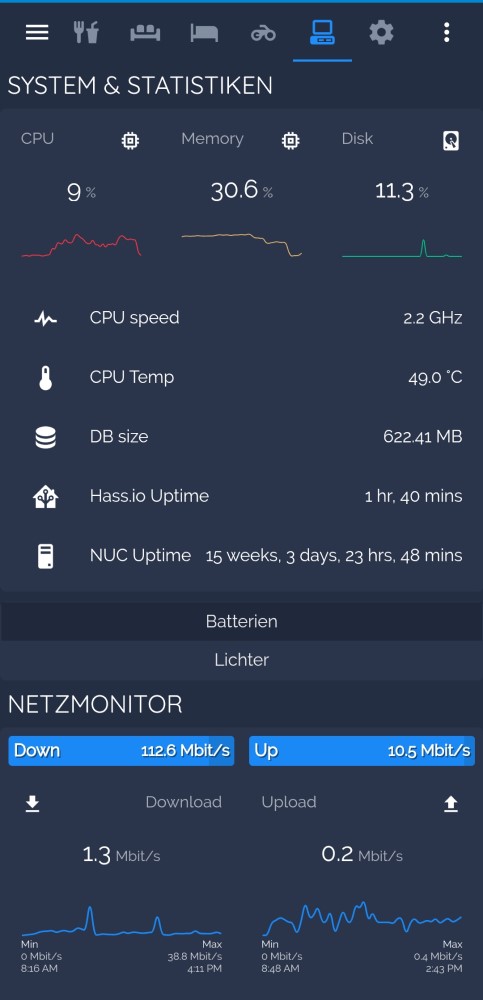 SYSTEM & STATISTIKEN
CPU Memory Disk
9 % 30.6 % 11.3 %
CPU speed 2.2 GHz
CPU Temp 49.0 °C
DB size 622.41 MB
Hass.io Uptime 1 hr, 40 mins
NUC Uptime 15 weeks, 3 days, 23 hrs, 48 mins
Batterien
Lichter
NETZMONITOR
Down 112.6 Mbit/s Up 10.5 Mbit/s
Download Upload
1.3 Mbit/s 0.2 Mbit/s
Min Max Min Max
0 Mbit/s 38.8 Mbit/s 0 Mbit/s 0.4 Mbit/s
8:16 AM 4:11 PM 8:48 AM 2:43 PM